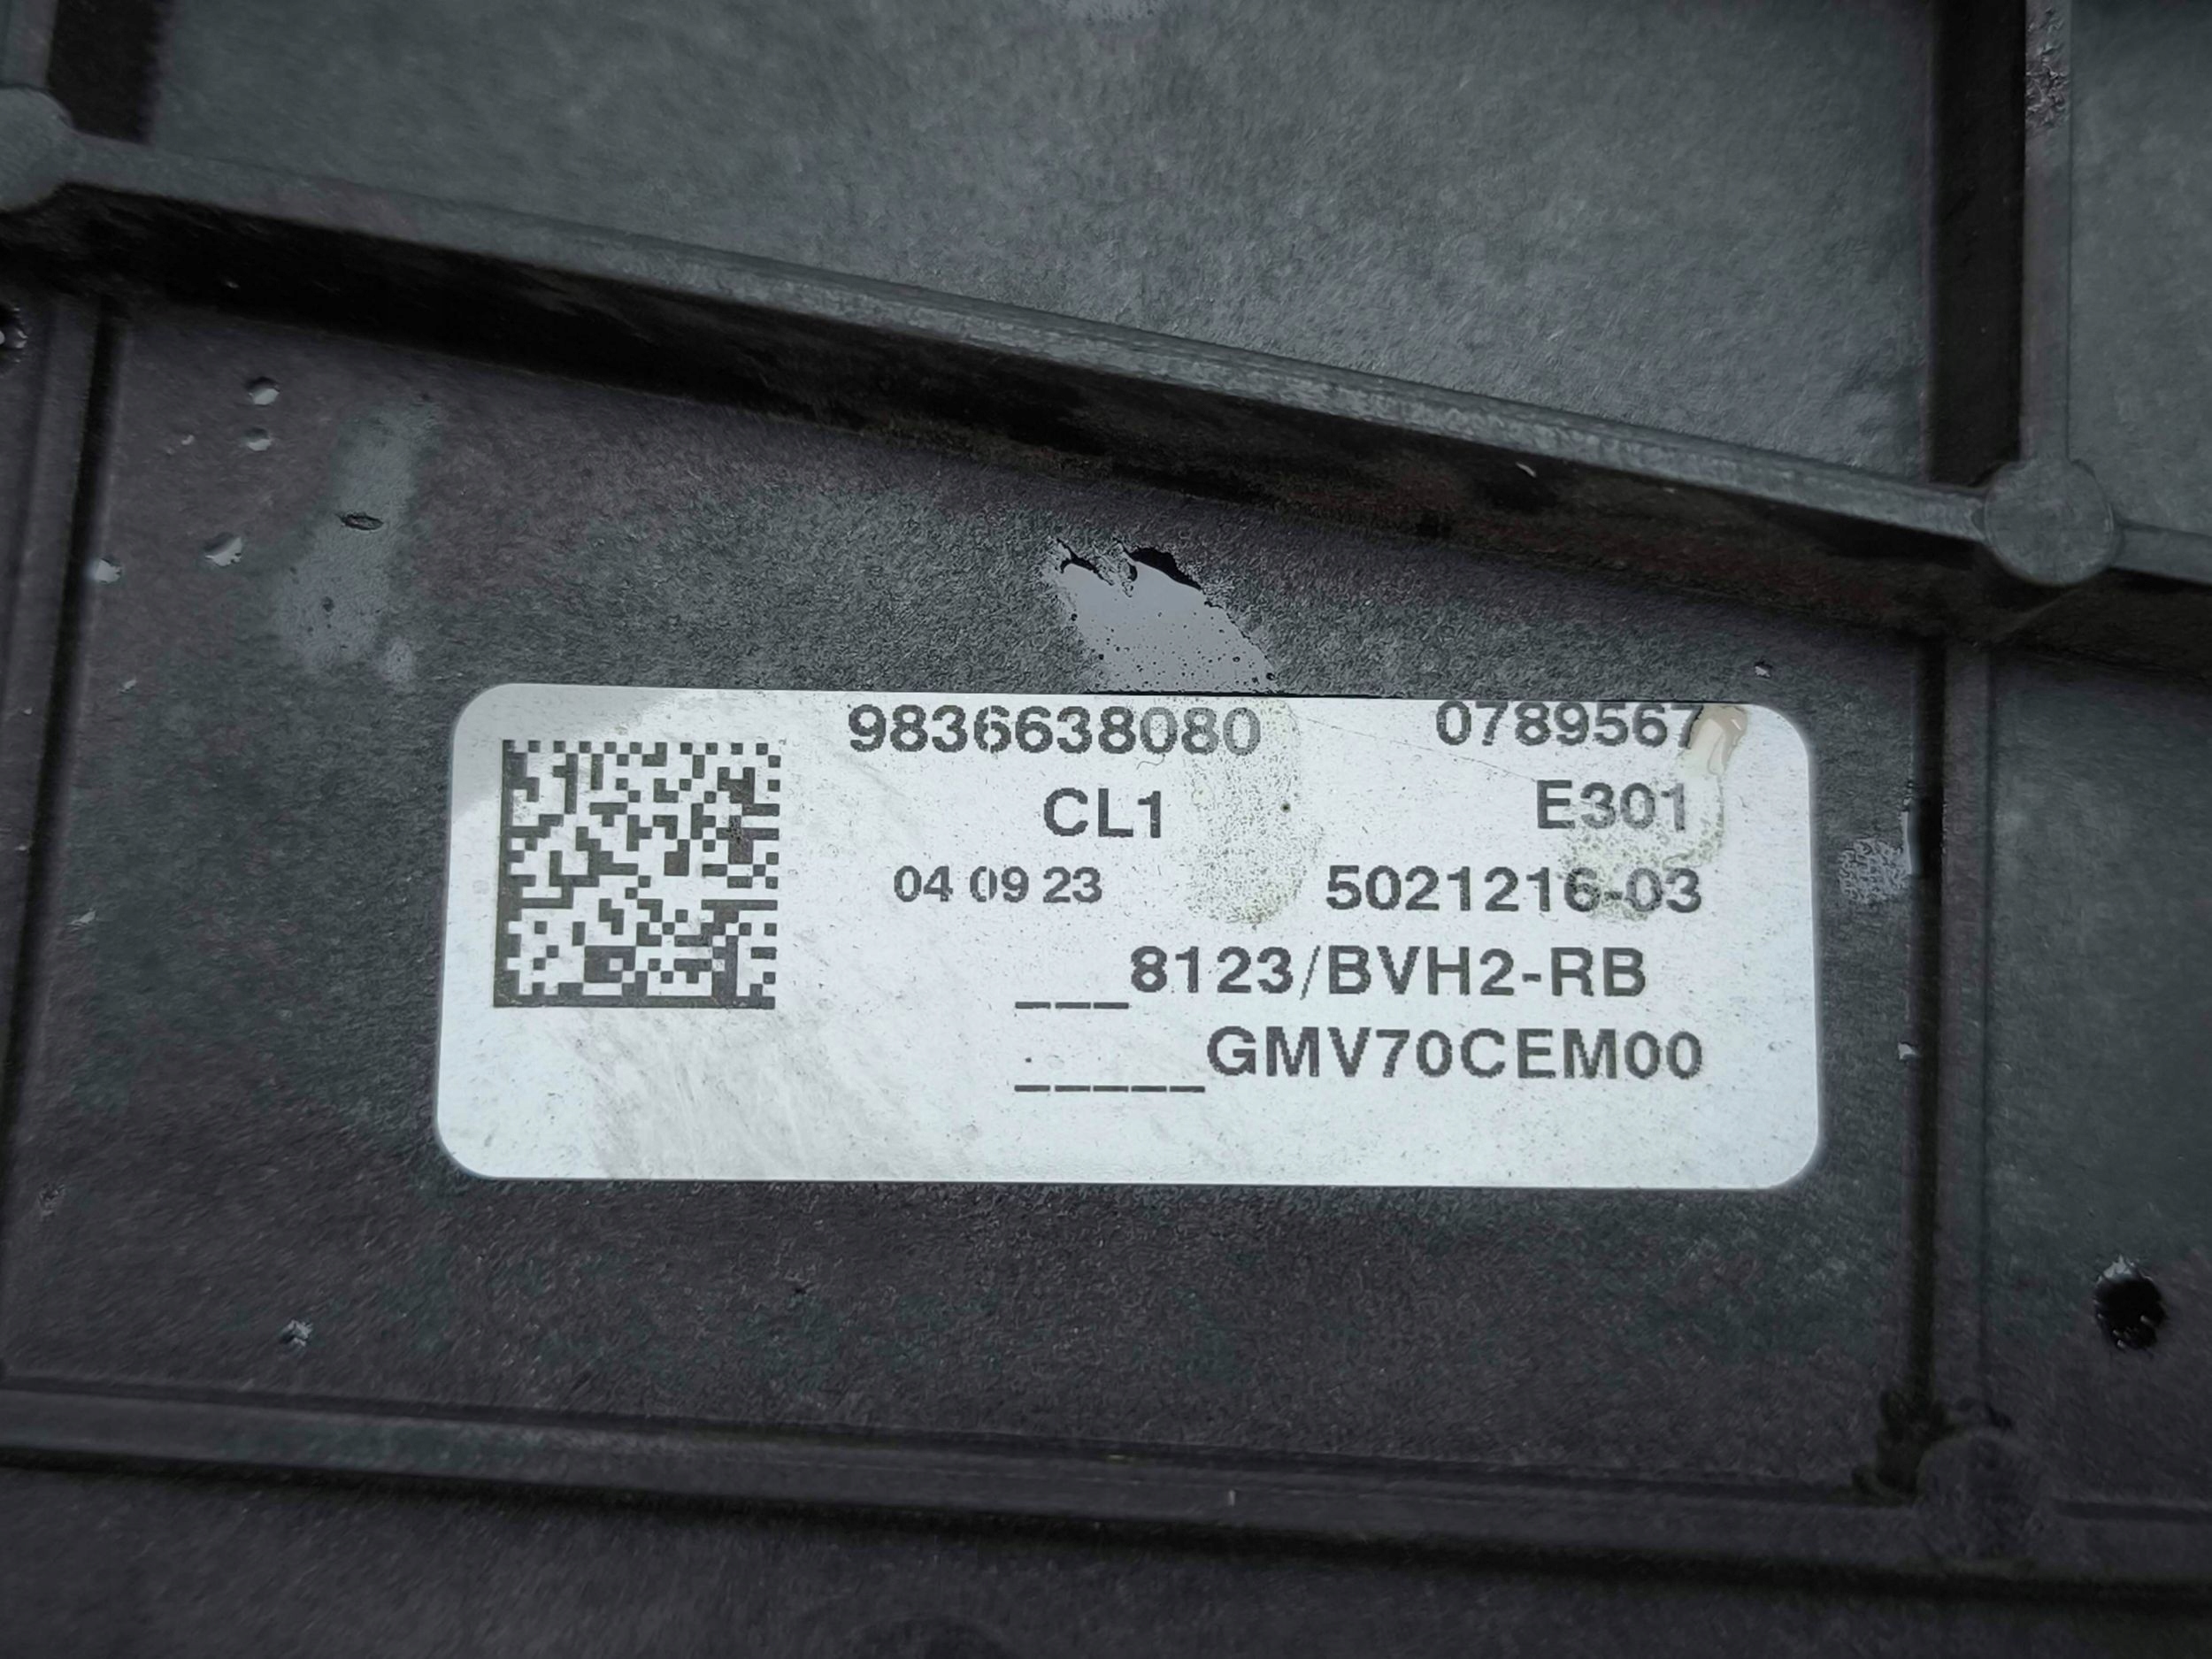 9836638080 0789567
CL1 E301
04 09 23 5021216-03
___8123/BVH2-RB
_____GMV70CEM00